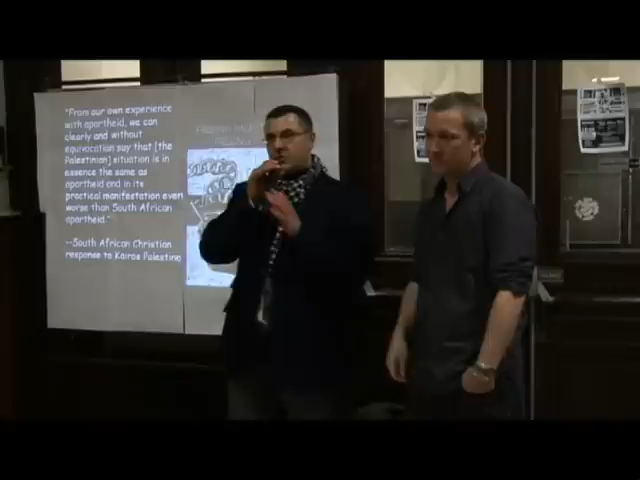 "From our own experience
with apartheid, we can
clearly and without
equivocation say that [the
Palestinian] situation is in
essence the same as
apartheid and in its
practical manifestation even
worse than South African
apartheid."
--South African Christian
response to Kairos Palestine